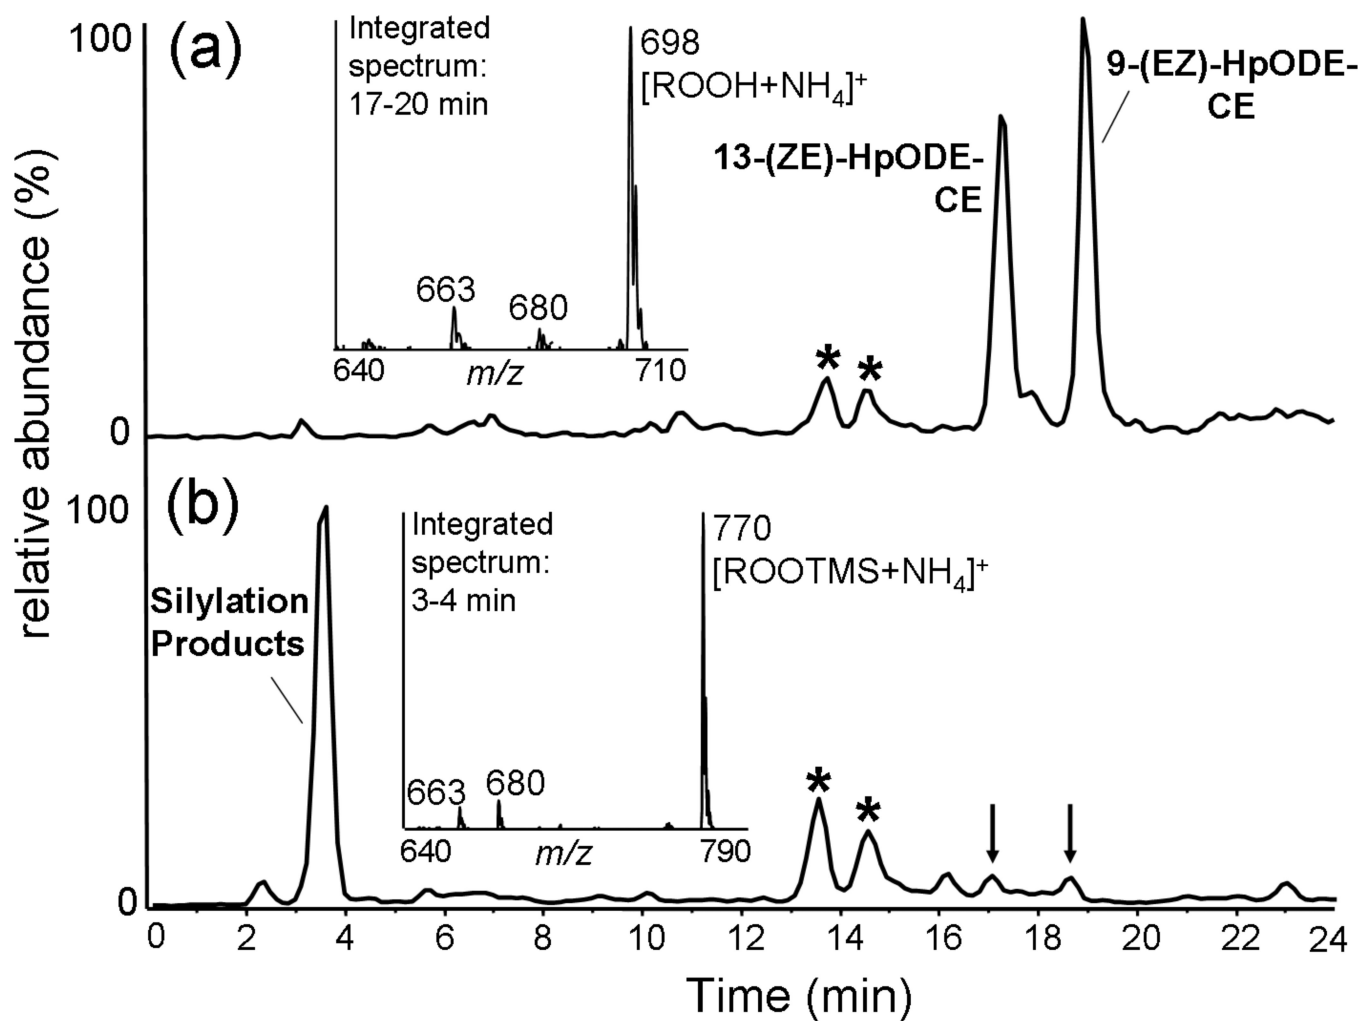 100
(a)
Integrated
spectrum:
17-20 min
698
[ROOH+NH4]+
9-(EZ)-HpODE-
CE
13-(ZE)-HpODE-
CE
663
680
640
m/z
710
* *
0
relative abundance (%)
100
(b)
Integrated
spectrum:
3-4 min
770
[ROOTMS+NH4]+
Silylation
Products
663
680
640
m/z
790
* *
0
0 2 4 6 8 10 12 14 16 18 20 22 24
Time (min)